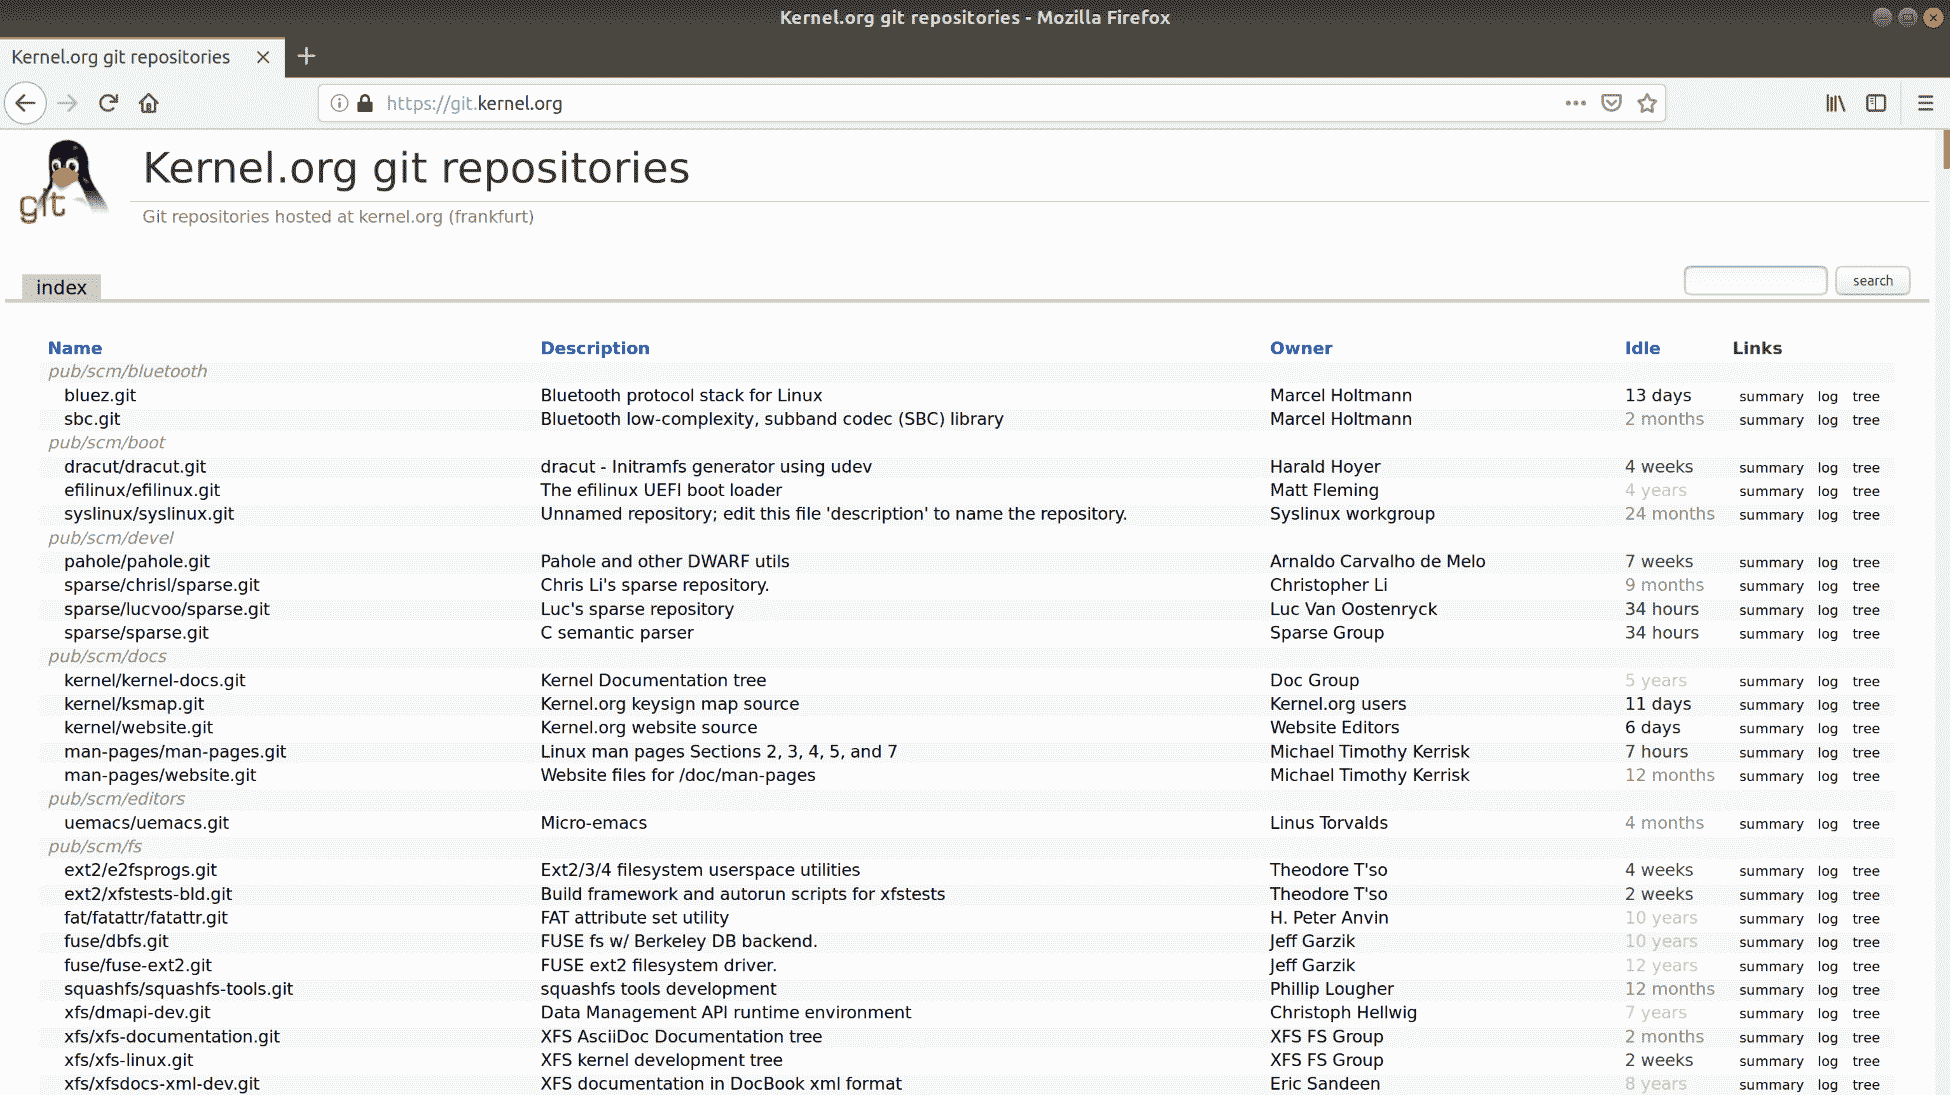 Kernel.org git repositories - Mozilla Firefox
Kernel.org git repositories
https://git.kernel.org
git
Kernel.org git repositories
Git repositories hosted at kernel.org (frankfurt)
index
search
Name Description Owner Idle Links
pub/scm/bluetooth
bluez.git Bluetooth protocol stack for Linux Marcel Holtmann 13 days summary log tree
sbc.git Bluetooth low-complexity, subband codec (SBC) library Marcel Holtmann 2 months summary log tree
pub/scm/boot
dracut/dracut.git dracut - Initramfs generator using udev Harald Hoyer 4 weeks summary log tree
efilinux/efilinux.git The efilinux UEFI boot loader Matt Fleming 4 years summary log tree
syslinux/syslinux.git Unnamed repository; edit this file 'description' to name the repository. Syslinux workgroup 24 months summary log tree
pub/scm/devel
pahole/pahole.git Pahole and other DWARF utils Arnaldo Carvalho de Melo 7 weeks summary log tree
sparse/chrisl/sparse.git Chris Li's sparse repository. Christopher Li 9 months summary log tree
sparse/lucvoo/sparse.git Luc's sparse repository Luc Van Oostenryck 34 hours summary log tree
sparse/sparse.git C semantic parser Sparse Group 34 hours summary log tree
pub/scm/docs
kernel/kernel-docs.git Kernel Documentation tree Doc Group 5 years summary log tree
kernel/ksmap.git Kernel.org keysign map source Kernel.org users 11 days summary log tree
kernel/website.git Kernel.org website source Website Editors 6 days summary log tree
man-pages/man-pages.git Linux man pages Sections 2, 3, 4, 5, and 7 Michael Timothy Kerrisk 7 hours summary log tree
man-pages/website.git Website files for /doc/man-pages Michael Timothy Kerrisk 12 months summary log tree
pub/scm/editors
uemacs/uemacs.git Micro-emacs Linus Torvalds 4 months summary log tree
pub/scm/fs
ext2/e2fsprogs.git Ext2/3/4 filesystem userspace utilities Theodore T'so 4 weeks summary log tree
ext2/xfstests-bld.git Build framework and autorun scripts for xfstests Theodore T'so 2 weeks summary log tree
fat/fatattr/fatattr.git FAT attribute set utility H. Peter Anvin 10 years summary log tree
fuse/dbfs.git FUSE fs w/ Berkeley DB backend. Jeff Garzik 10 years summary log tree
fuse/fuse-ext2.git FUSE ext2 filesystem driver. Jeff Garzik 12 years summary log tree
squashfs/squashfs-tools.git squashfs tools development Phillip Lougher 12 months summary log tree
xfs/dmapi-dev.git Data Management API runtime environment Christoph Hellwig 7 years summary log tree
xfs/xfs-documentation.git XFS AsciiDoc Documentation tree XFS FS Group 2 months summary log tree
xfs/xfs-linux.git XFS kernel development tree XFS FS Group 2 weeks summary log tree
xfs/xfsdocs-xml-dev.git XFS documentation in DocBook xml format Eric Sandeen 8 years summary log tree